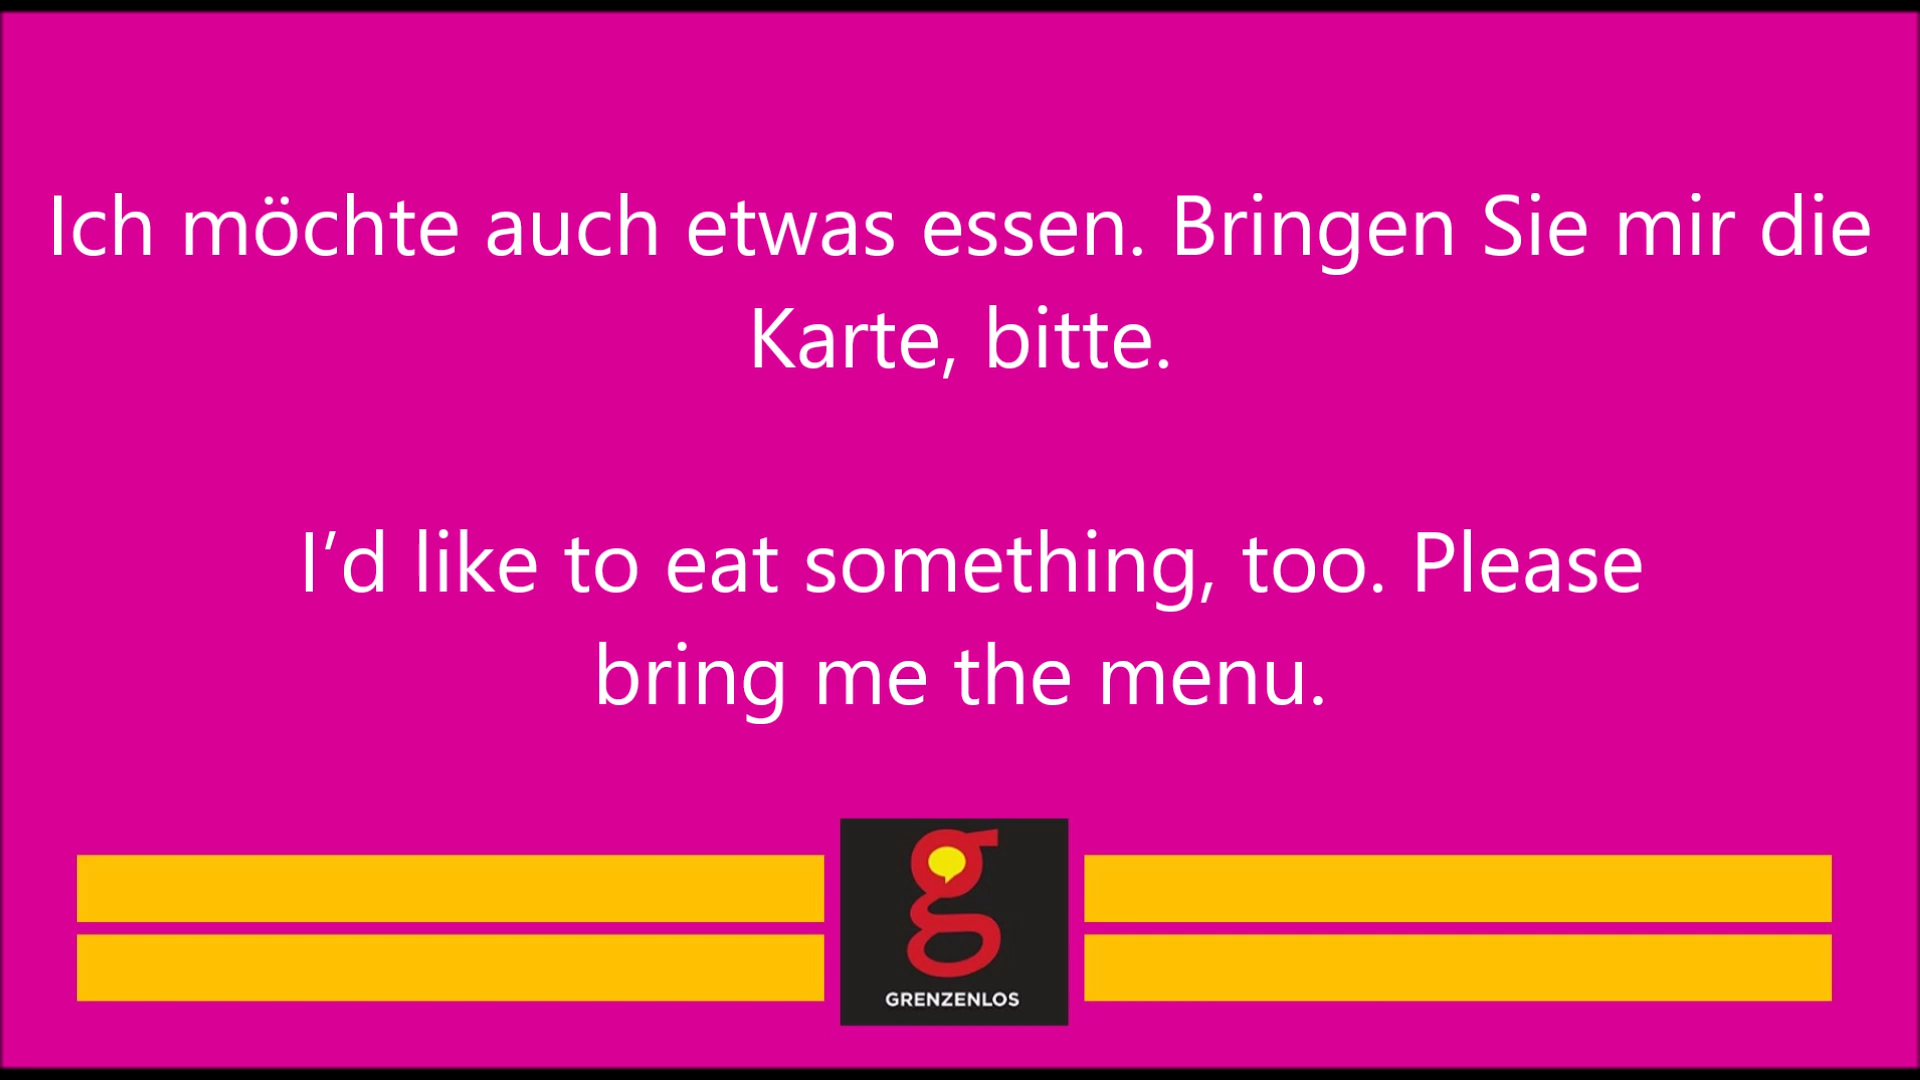 Ich möchte auch etwas essen. Bringen Sie mir die
Karte, bitte.
I’d like to eat something, too. Please
bring me the menu.
g
GRENZENLOS